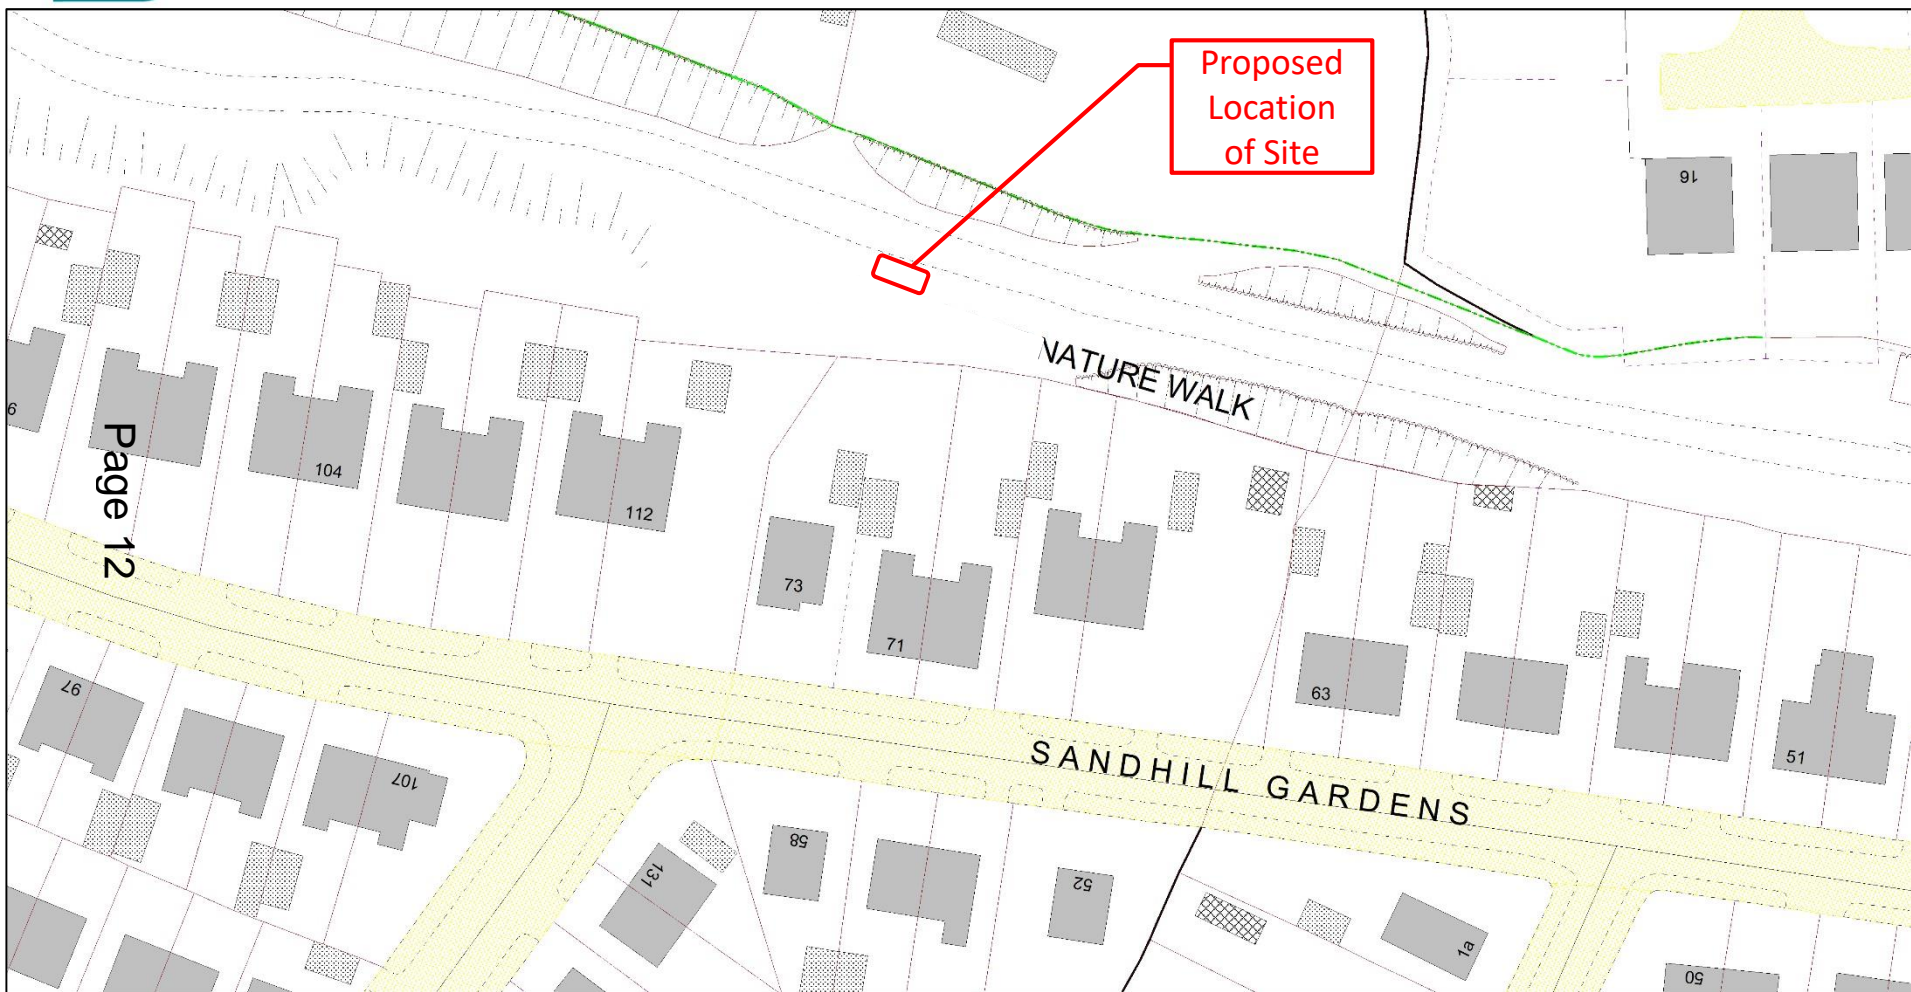 Proposed
Location
of Site
16
NATURE WALK
6
104
112
Page 12
73
71
63
51
97
107
SANDHILL GARDENS
58
131
52
1a
50